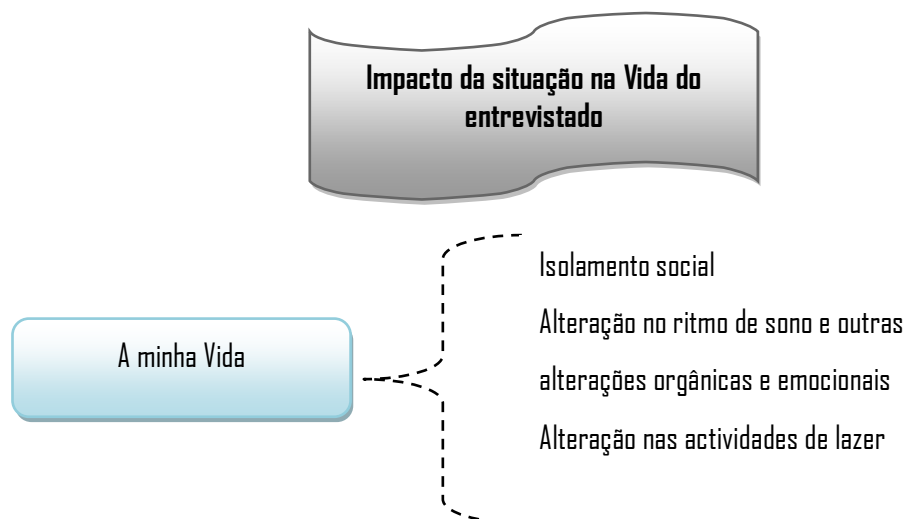 Impacto da situação na Vida do
entrevistado
Isolamento social
Alteração no ritmo de sono e outras
A minha Vida
alterações orgânicas e emocionais
Alteração nas actividades de lazer